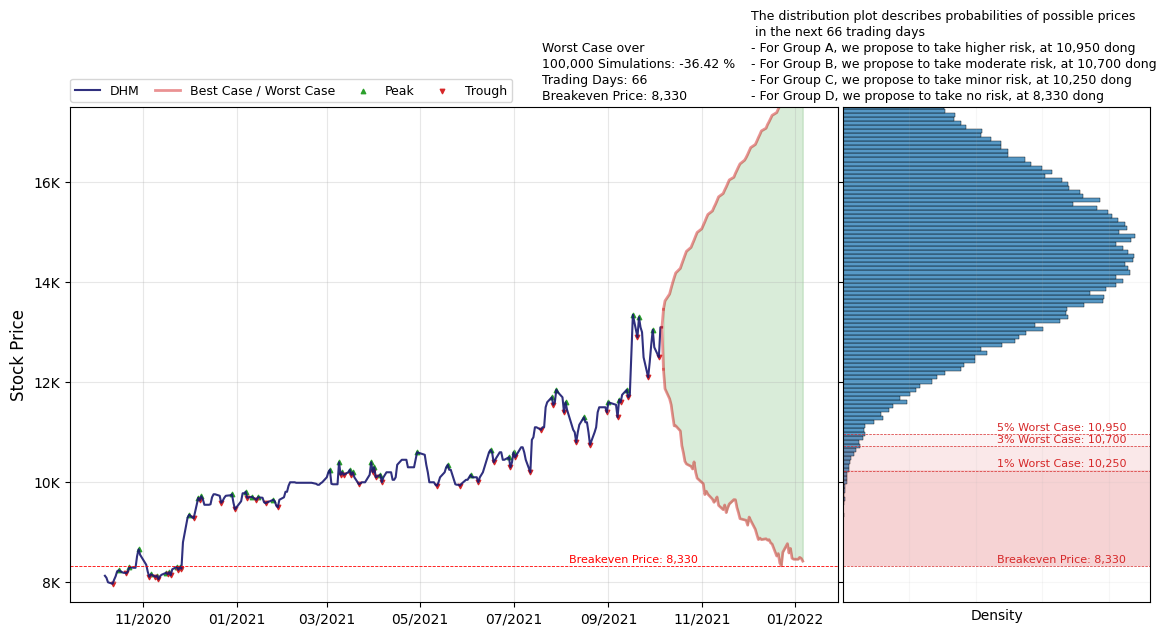 The distribution plot describes probabilities of possible prices
in the next 66 trading days
- For Group A, we propose to take higher risk, at 10,950 dong
- For Group B, we propose to take moderate risk, at 10,700 dong
- For Group C, we propose to take minor risk, at 10,250 dong
- For Group D, we propose to take no risk, at 8,330 dong
Worst Case over
100,000 Simulations: -36.42 %
Trading Days: 66
Breakeven Price: 8,330
DHM
Best Case / Worst Case
Peak
Trough
Stock Price
16K
14K
12K
10K
8K
Breakeven Price: 8,330
11/2020
01/2021
03/2021
05/2021
07/2021
09/2021
11/2021
01/2022
5% Worst Case: 10,950
3% Worst Case: 10,700
1% Worst Case: 10,250
Breakeven Price: 8,330
Density